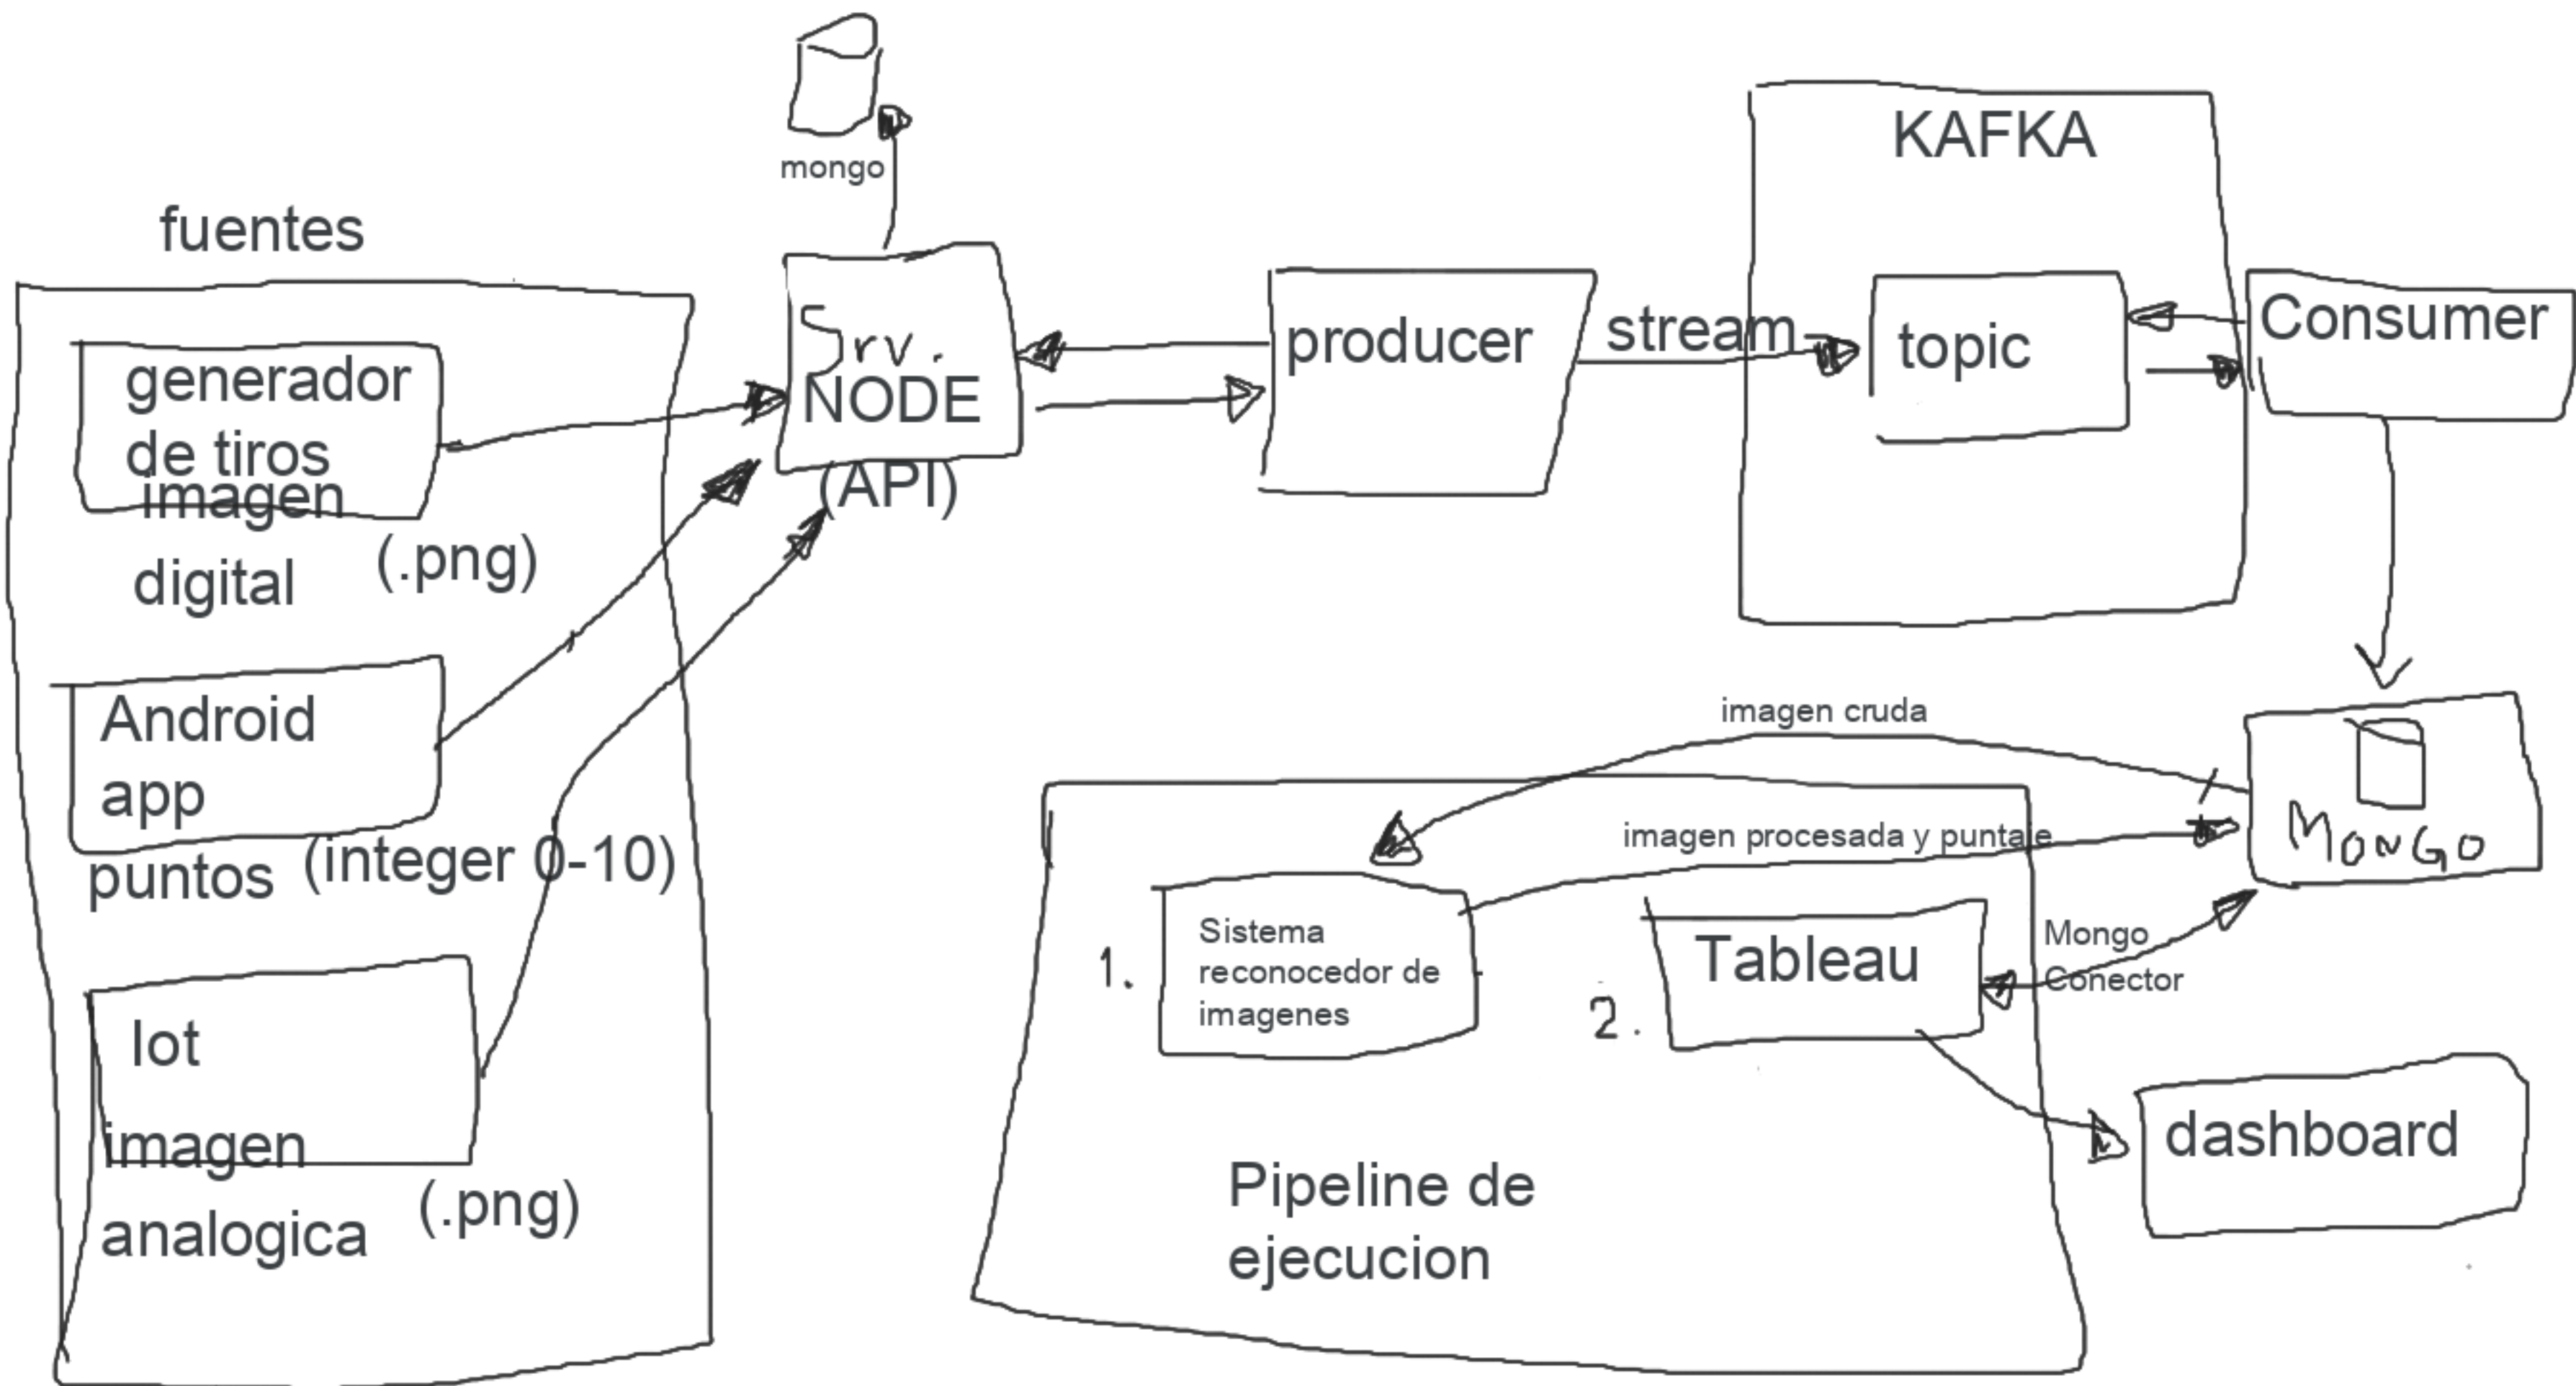 mongo
KAFKA
fuentes
generador
de tiros
imagen
digital
(.png)
Srv.
NODE
(API)
producer
stream
topic
Consumer
Android
app
puntos
(integer 0-10)
Iot
imagen
analogica
(.png)
imagen cruda
imagen procesada y puntaje
MONGO
1.
Sistema
reconocedor de
imagenes
2.
Tableau
Mongo
Conector
dashboard
Pipeline de
ejecucion